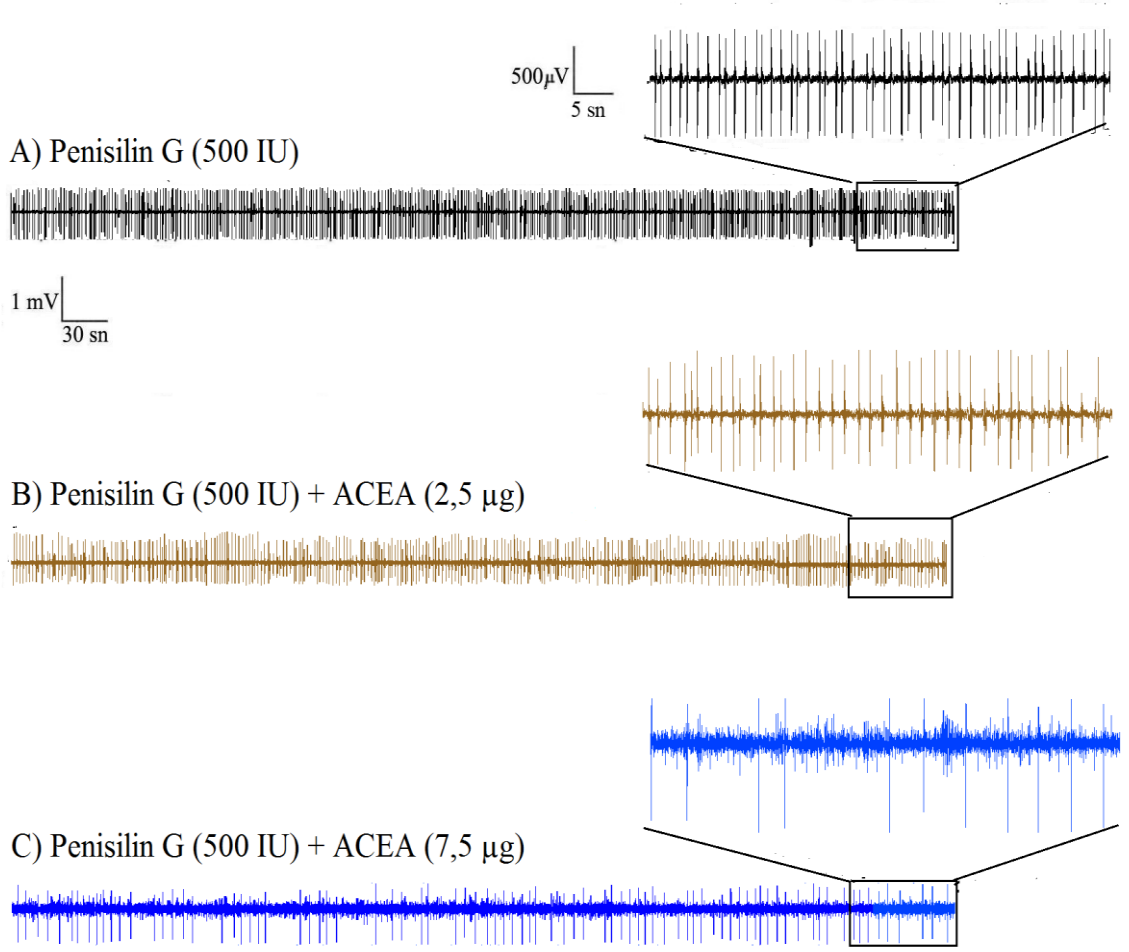 500µV
5 sn
A) Penisilin G (500 IU)
1 mV
30 sn
B) Penisilin G (500 IU) + ACEA (2,5 µg)
C) Penisilin G (500 IU) + ACEA (7,5 µg)